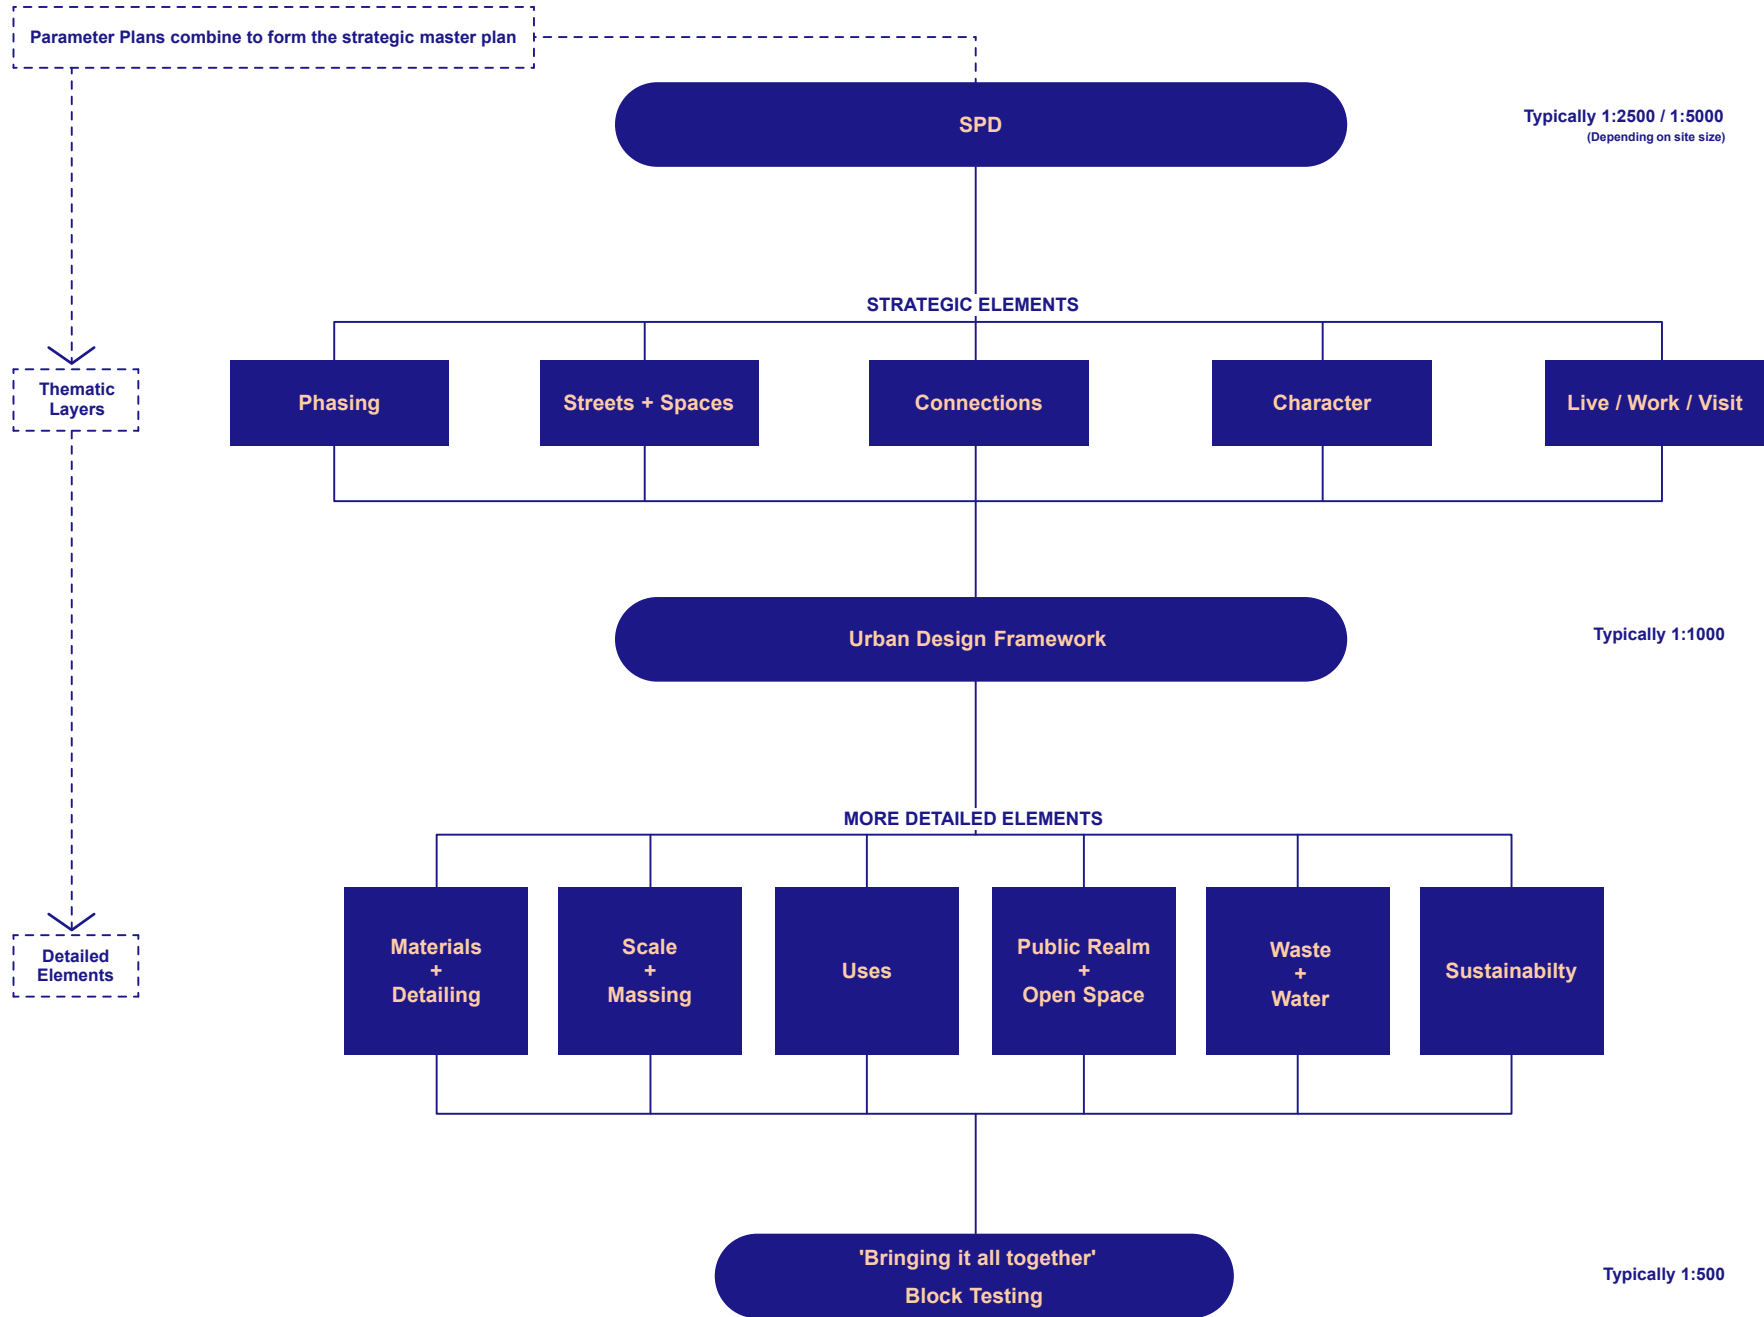 Parameter Plans combine to form the strategic master plan
SPD
Typically 1:2500 / 1:5000
(Depending on site size)
STRATEGIC ELEMENTS
Thematic
Layers
Phasing
Streets + Spaces
Connections
Character
Live / Work / Visit
Urban Design Framework
Typically 1:1000
MORE DETAILED ELEMENTS
Detailed
Elements
Materials
+
Detailing
Scale
+
Massing
Uses
Public Realm
+
Open Space
Waste
+
Water
Sustainabilty
'Bringing it all together'
Block Testing
Typically 1:500